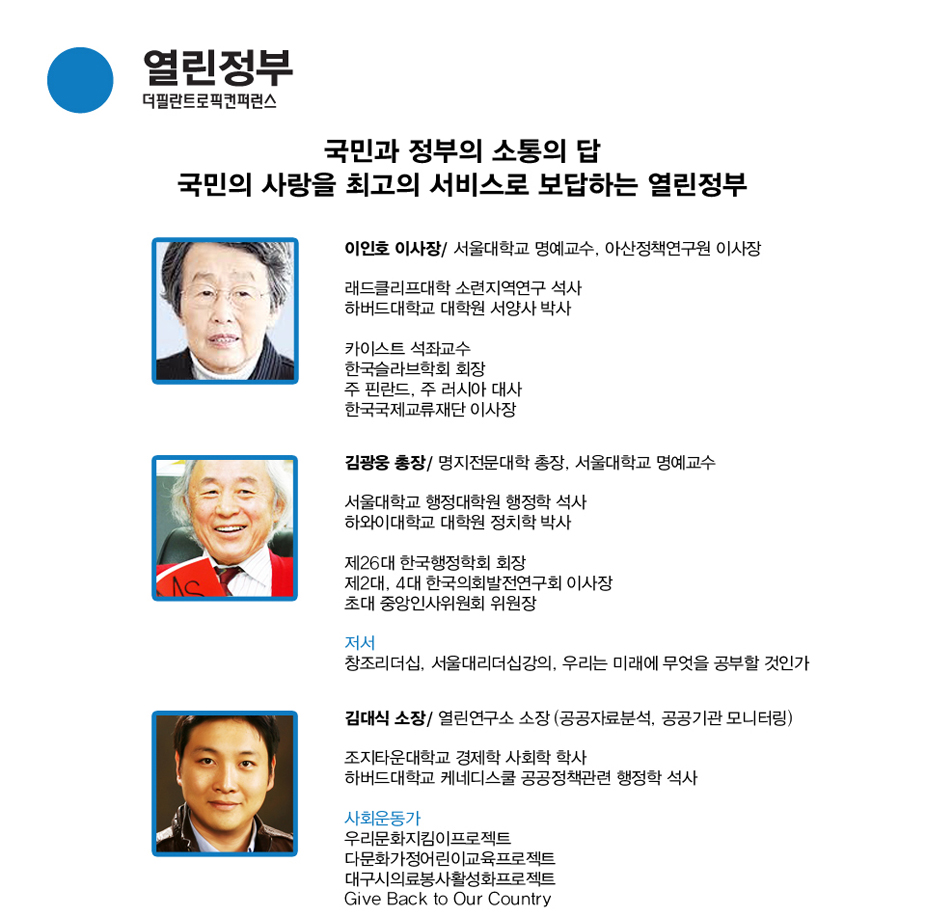 열린정부
더필란트로픽컨퍼런스
국민과 정부의 소통의 답
국민의 사랑을 최고의 서비스로 보답하는 열린정부
이인호 이사장/ 서울대학교 명예교수, 아산정책연구원 이사장
래드클리프대학 소련지역연구 석사
하버드대학교 대학원 서양사 박사
카이스트 석좌교수
한국슬라브학회 회장
주 핀란드, 주 러시아 대사
한국국제교류재단 이사장
김광웅 총장/ 명지전문대학 총장, 서울대학교 명예교수
서울대학교 행정대학원 행정학 석사
하와이대학교 대학원 정치학 박사
제26대 한국행정학회 회장
제2대, 4대 한국의회발전연구회 이사장
초대 중앙인사위원회 위원장
MS
저서
창조리더십, 서울대리더십강의, 우리는 미래에 무엇을 공부할 것인가
김대식 소장/ 열린연구소 소장 (공공자료분석, 공공기관 모니터링)
조지타운대학교 경제학 사회학 학사
하버드대학교 케네디스쿨 공공정책관련 행정학 석사
사회운동가
우리문화지킴이프로젝트
다문화가정어린이교육프로젝트
대구시의료봉사활성화프로젝트
Give Back to Our Country